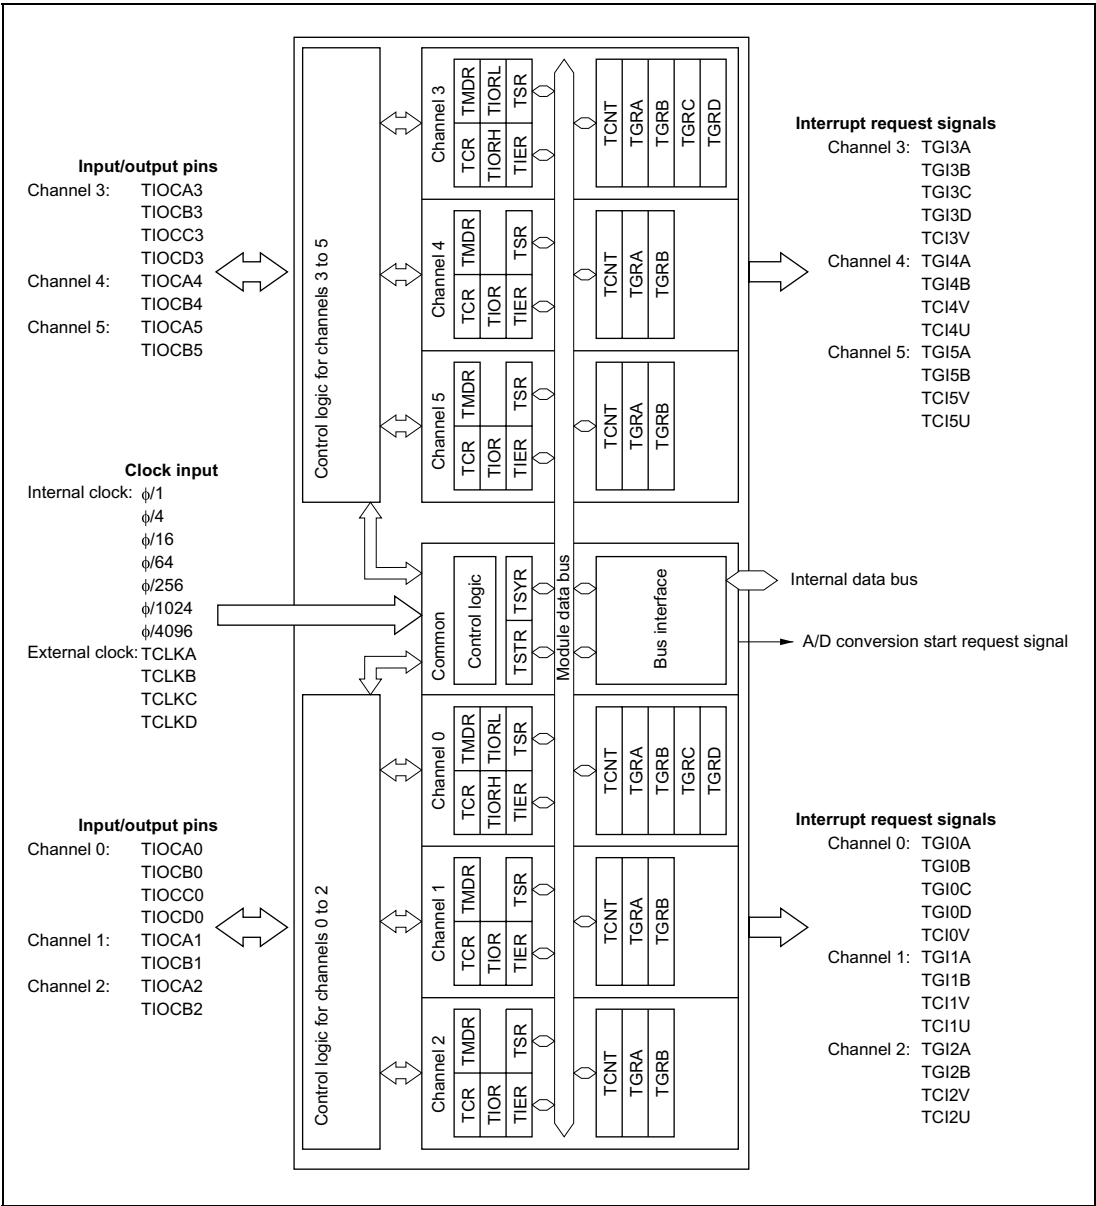 Input/output pins
Channel 3: TIOCA3
TIOCB3
TIOCC3
TIOCD3
Channel 4: TIOCA4
TIOCB4
Channel 5: TIOCA5
TIOCB5
Clock input
Internal clock: ϕ/1
ϕ/4
ϕ/16
ϕ/64
ϕ/256
ϕ/1024
ϕ/4096
External clock: TCLKA
TCLKB
TCLKC
TCLKD
Input/output pins
Channel 0: TIOCA0
TIOCB0
TIOCC0
TIOCD0
Channel 1: TIOCA1
TIOCB1
Channel 2: TIOCA2
TIOCB2
Control logic for channels 3 to 5
Control logic for channels 0 to 2
Channel 3
TCR TMDR
TIORH TIORL
TIER TSR
TCNT
TGRA
TGRB
TGRC
TGRD
Channel 4
TCR TMDR
TIOR
TIER TSR
TCNT
TGRA
TGRB
Channel 5
TCR TMDR
TIOR
TIER TSR
TCNT
TGRA
TGRB
Common
Control logic
TSTR TSYR
Module data bus
Bus interface
Channel 0
TCR TMDR
TIORH TIORL
TIER TSR
TCNT
TGRA
TGRB
TGRC
TGRD
Channel 1
TCR TMDR
TIOR
TIER TSR
TCNT
TGRA
TGRB
Channel 2
TCR TMDR
TIOR
TIER TSR
TCNT
TGRA
TGRB
Interrupt request signals
Channel 3: TGI3A
TGI3B
TGI3C
TGI3D
TCI3V
Channel 4: TGI4A
TGI4B
TCI4V
TCI4U
Channel 5: TGI5A
TGI5B
TCI5V
TCI5U
Internal data bus
A/D conversion start request signal
Interrupt request signals
Channel 0: TGI0A
TGI0B
TGI0C
TGI0D
TCI0V
Channel 1: TGI1A
TGI1B
TCI1V
TCI1U
Channel 2: TGI2A
TGI2B
TCI2V
TCI2U